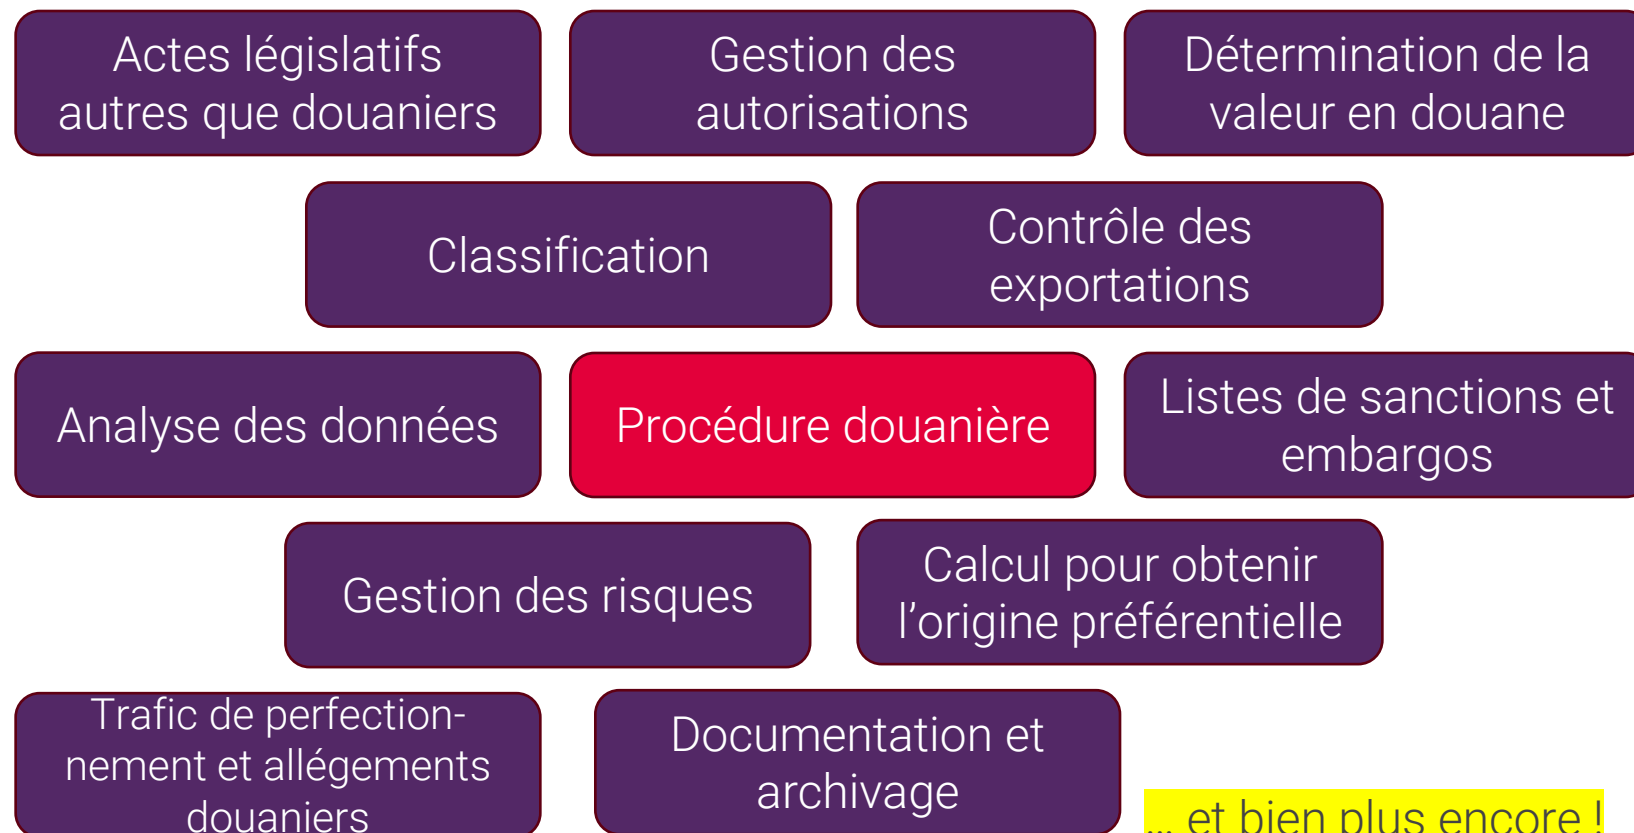 Actes législatifs
autres que douaniers
Gestion des
autorisations
Détermination de la
valeur en douane
Classification
Contrôle des
exportations
Analyse des données
Procédure douanière
Listes de sanctions et
embargos
Gestion des risques
Calcul pour obtenir
l’origine préférentielle
Trafic de perfection-
nement et allégements
douaniers
Documentation et
archivage
… et bien plus encore !